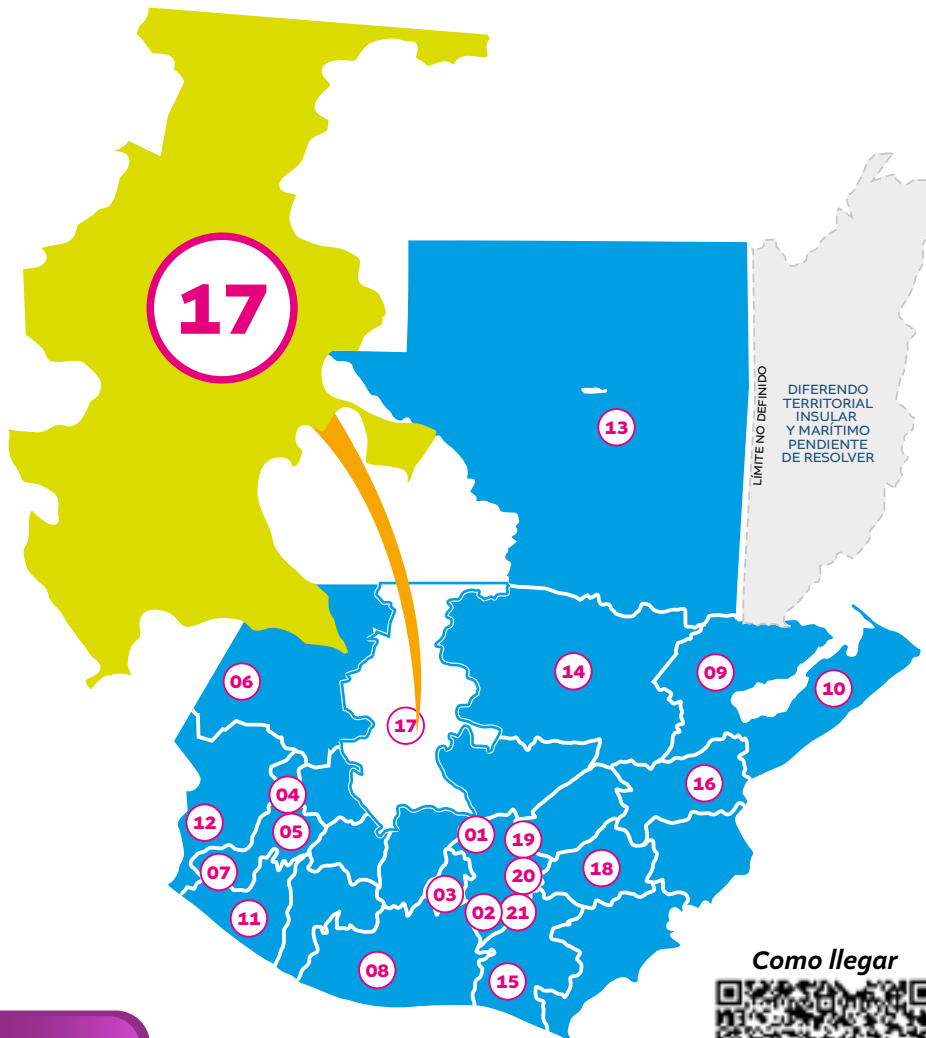 17
LÍMITE NO DEFINIDO
DIFERENDO
TERRITORIAL
INSULAR
Y MARÍTIMO
PENDIENTE
DE RESOLVER
13
14
09
06
10
17
16
04
12
05
01
19
07
18
20
03
11
02
21
08
15
Como llegar